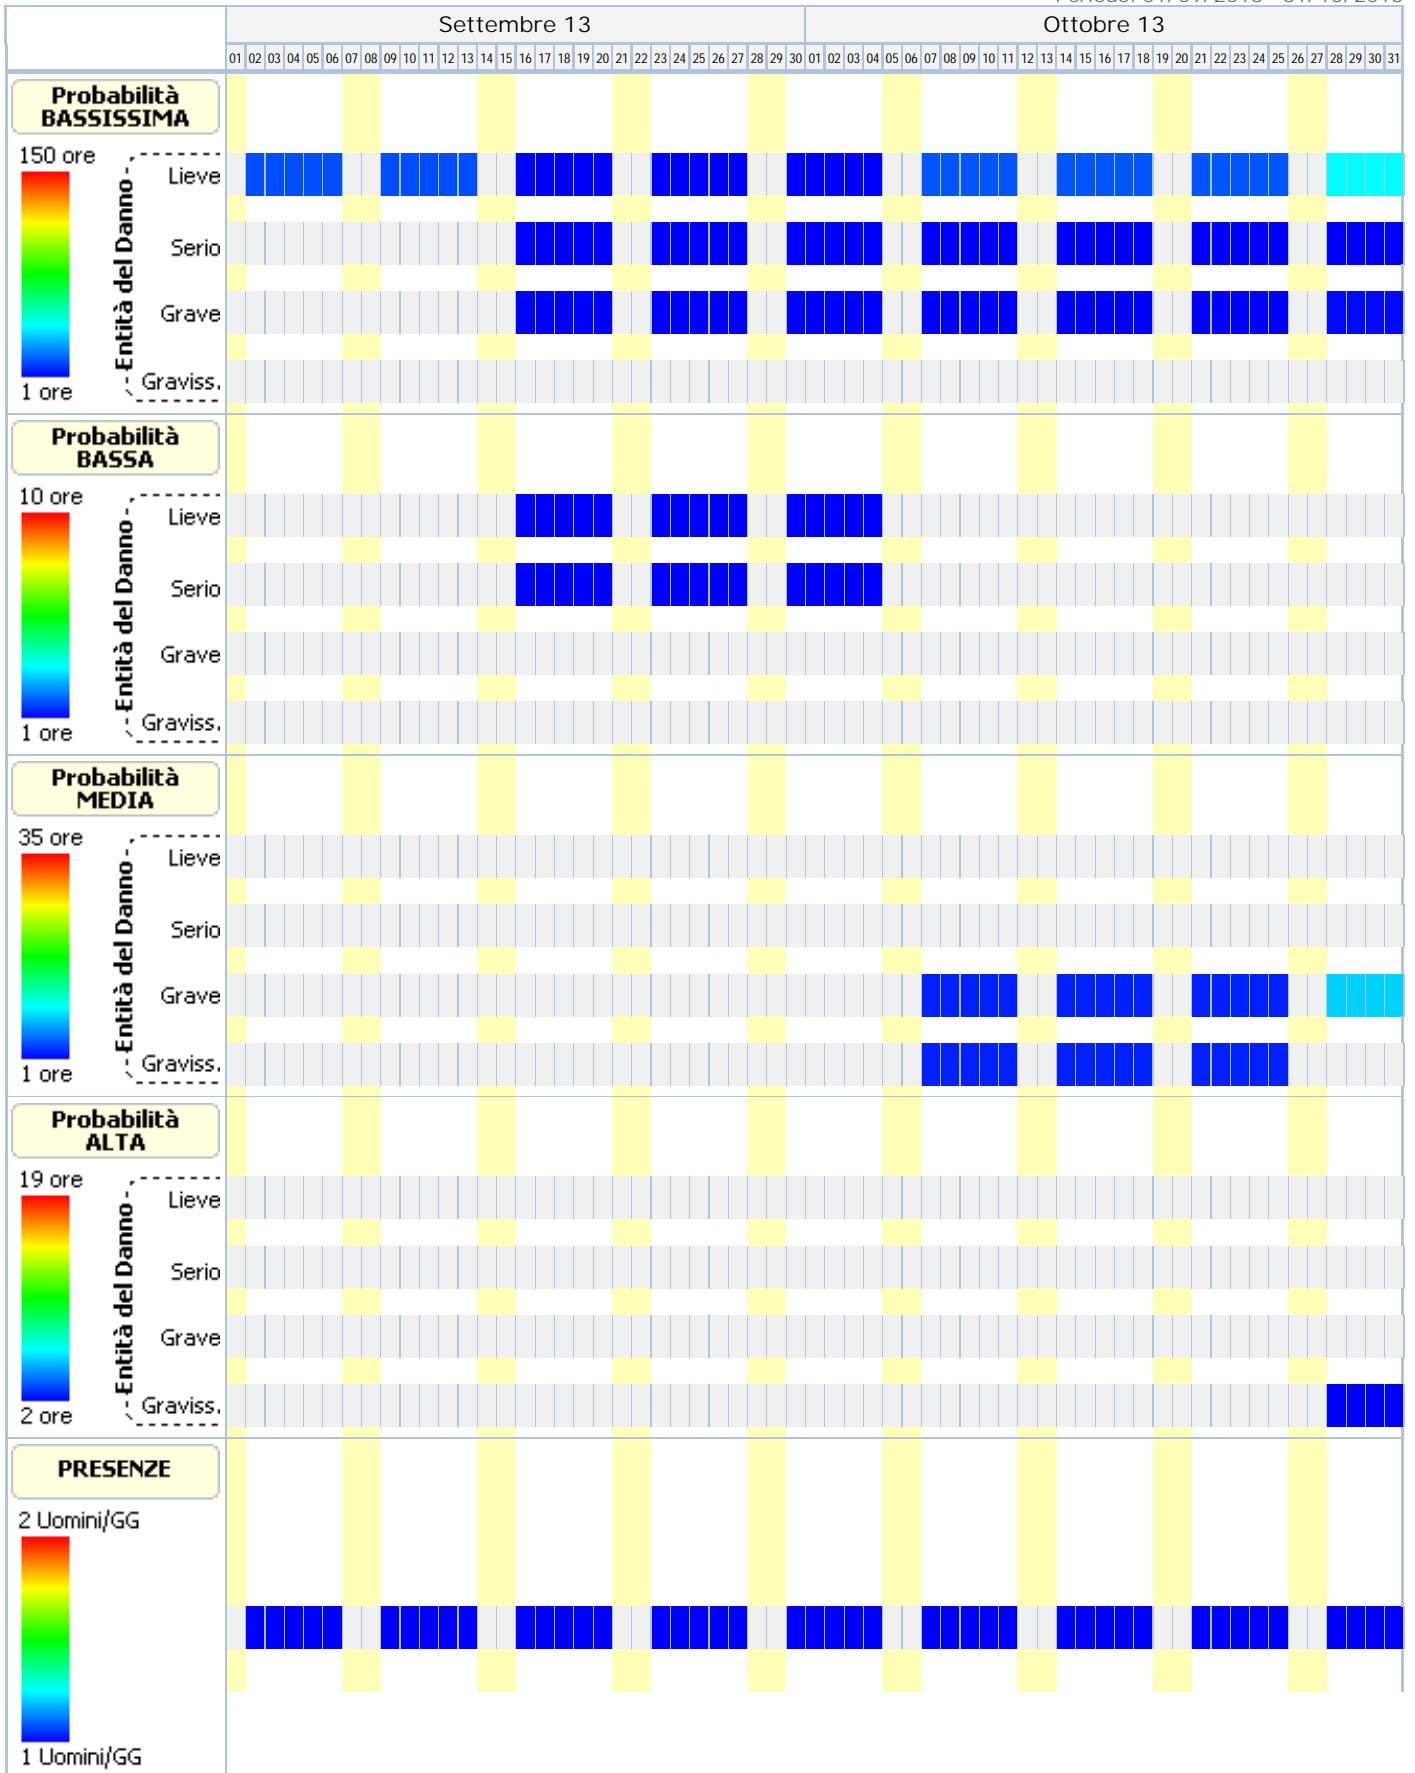 Settembre 13 Ottobre 13
01 02 03 04 05 06 07 08 09 10 11 12 13 14 15 16 17 18 19 20 21 22 23 24 25 26 27 28 29 30 01 02 03 04 05 06 07 08 09 10 11 12 13 14 15 16 17 18 19 20 21 22 23 24 25 26 27 28 29 30 31
Probabilità
BASSISSIMA
150 ore
Entità del Danno
Lieve
Serio
Grave
Graviss.
1 ore
Probabilità
BASSA
10 ore
Entità del Danno
Lieve
Serio
Grave
Graviss.
1 ore
Probabilità
MEDIA
35 ore
Entità del Danno
Lieve
Serio
Grave
Graviss.
1 ore
Probabilità
ALTA
19 ore
Entità del Danno
Lieve
Serio
Grave
Graviss.
2 ore
PRESENZE
2 Uomini/GG
1 Uomini/GG